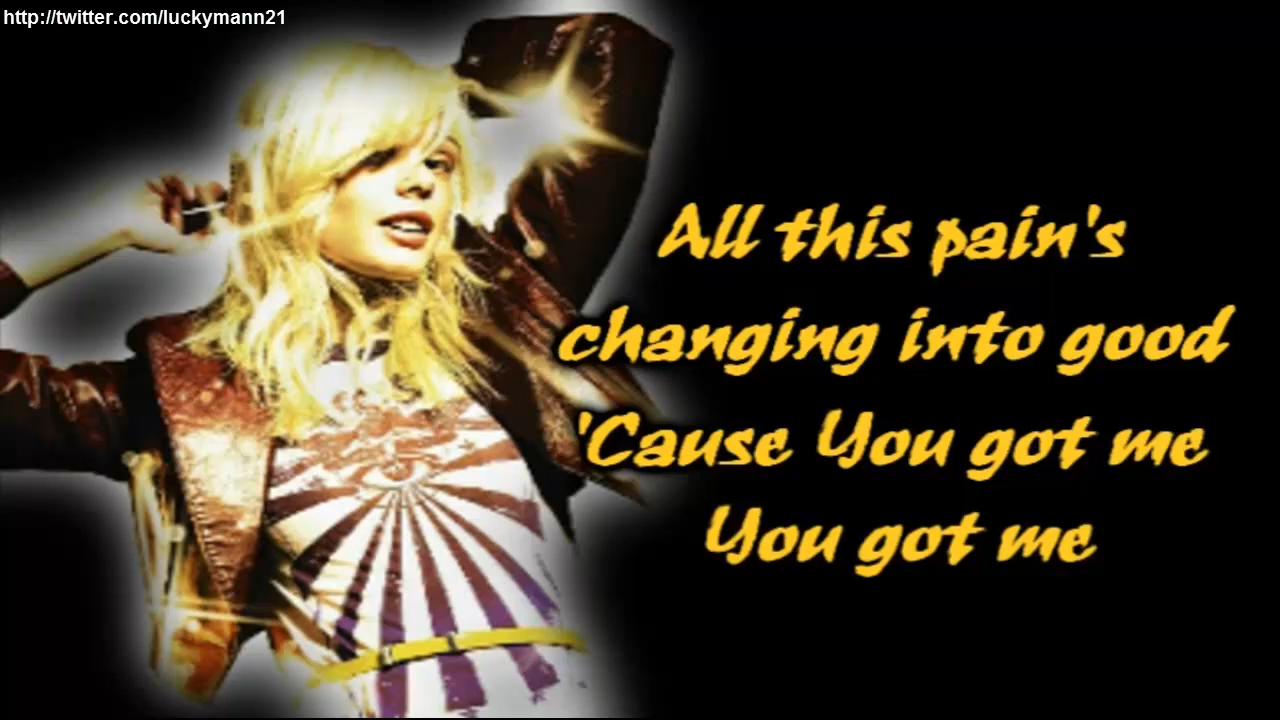 http://twitter.com/luckymann21
All this pain's
changing into good
'Cause You got me
You got me